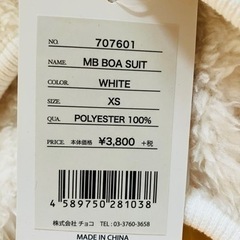 NO. 707601
NAME: MB BOA SUIT
COLOR: WHITE
SIZE: XS
QUA. POLYESTER 100%
PRICE: 本体価格 ¥3,800 +税
4 589750 281038
株式会社 チョコ TEL: 03-3760-3658
MADE IN CHINA